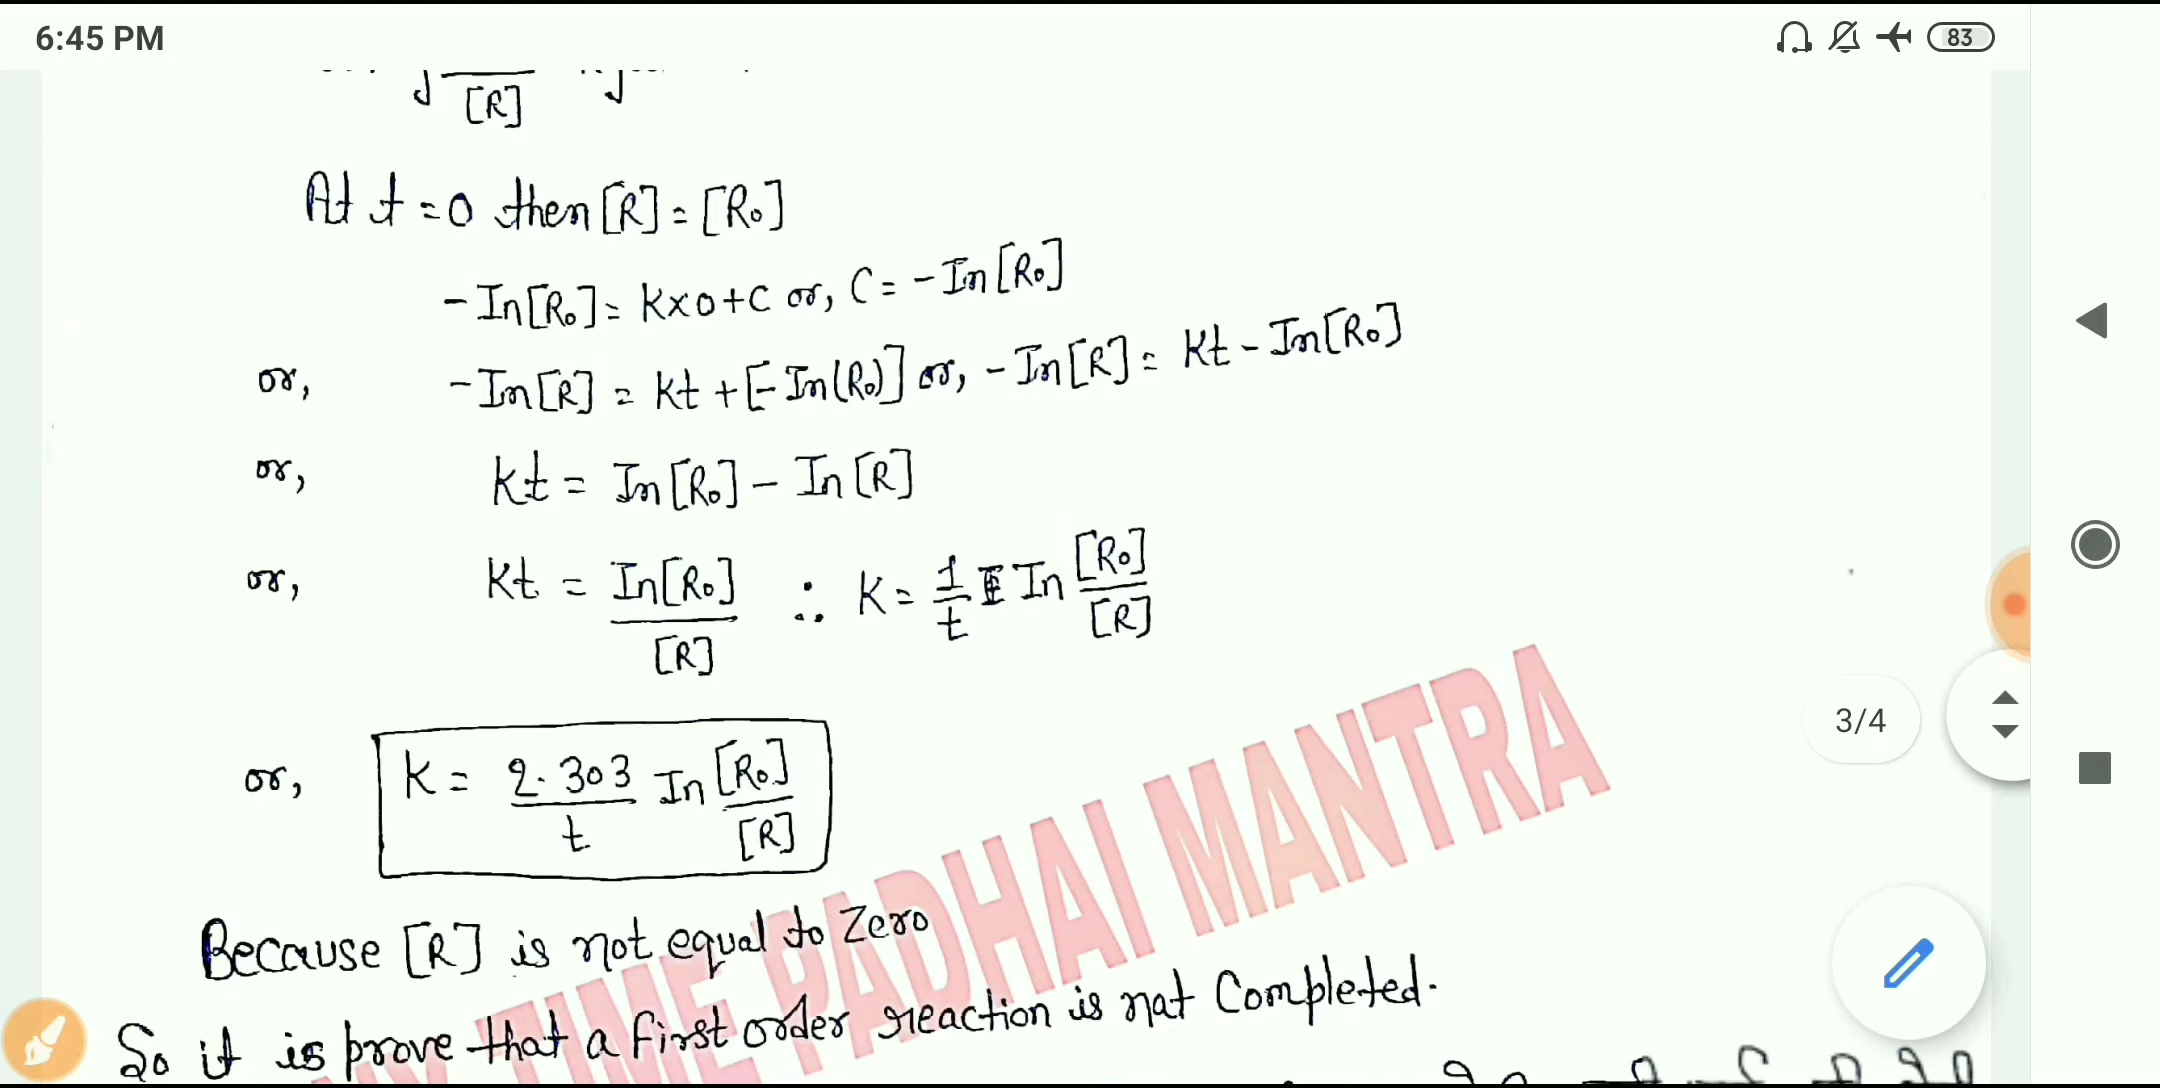 6:45 PM
83
[R]
At t = 0 then [R] = [R₀]
- In[R₀] = K×0+C or, C = - In[R₀]
or, - In[R] = Kt + [- In(R₀)] or, - In[R] = Kt - In[R₀]
or, Kt = In[R₀] - In[R]
or, Kt = In[R₀] / [R] ∴ K = 1/t In [R₀]/[R]
3/4
or, K = 2.303/t In [R₀]/[R]
Because [R] is not equal to Zero
So it is prove that a first order reaction is nat Completed.
MY TIME PADHAI MANTRA